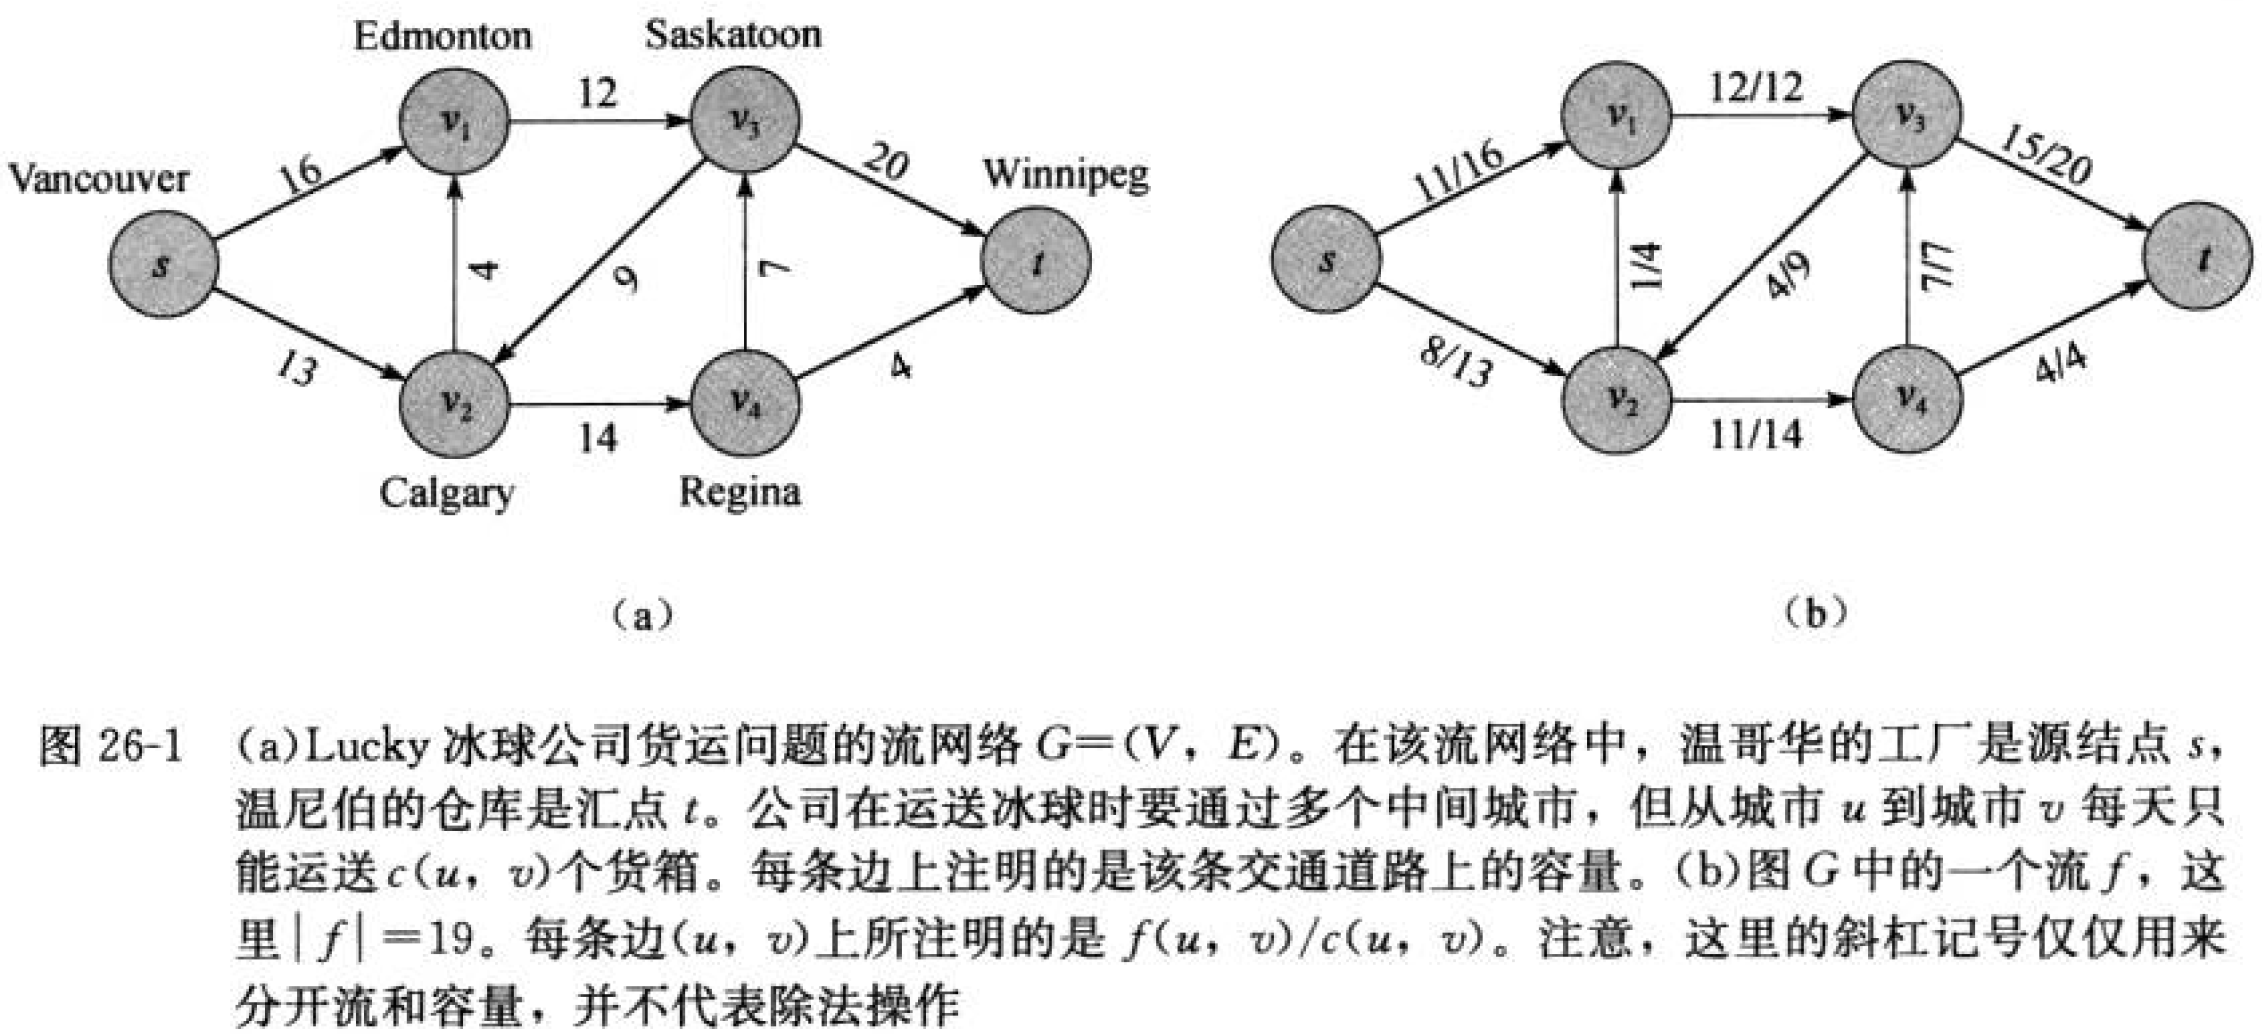 Edmonton
Saskatoon
Vancouver
Winnipeg
Calgary
Regina
s
v₁
v₂
v₃
v₄
t
16
13
12
4
9
7
14
20
4
(a)
s
v₁
v₂
v₃
v₄
t
11/16
8/13
12/12
1/4
4/9
7/7
11/14
15/20
4/4
(b)
图 26-1 (a)Lucky 冰球公司货运问题的流网络 G=(V, E)。在该流网络中，温哥华的工厂是源结点 s，
温尼伯的仓库是汇点 t。公司在运送冰球时要通过多个中间城市，但从城市 u 到城市 v 每天只
能运送 c(u, v)个货箱。每条边上注明的是该条交通道路上的容量。(b)图 G 中的一个流 f，这
里|f|=19。每条边(u, v)上所注明的是 f(u, v)/c(u, v)。注意，这里的斜杠记号仅仅用来
分开流和容量，并不代表除法操作